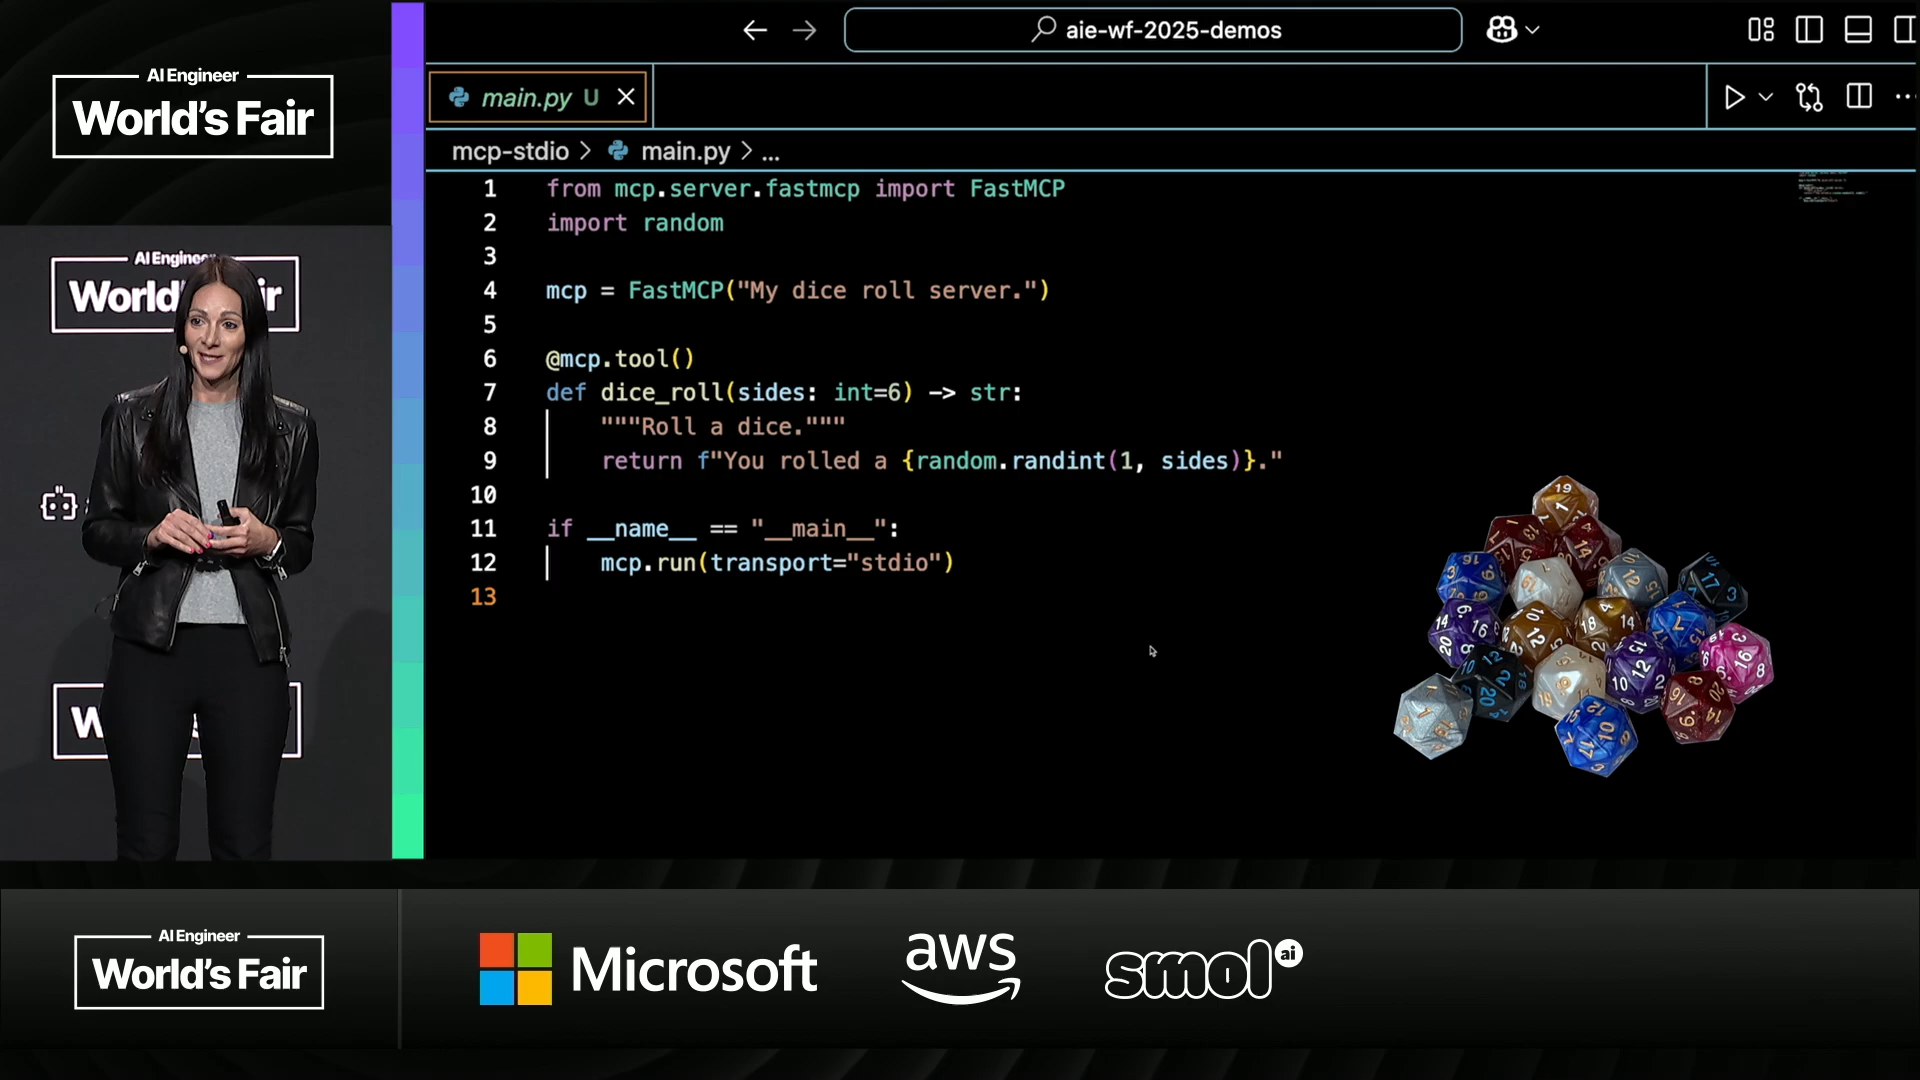 AI Engineer
World's Fair
AI Engineer
World's Fair
aie-wf-2025-demos
main.py U
mcp-stdio > main.py > ...
1 from mcp.server.fastmcp import FastMCP
2 import random
3
4 mcp = FastMCP("My dice roll server.")
5
6 @mcp.tool()
7 def dice_roll(sides: int=6) -> str:
8 """Roll a dice."""
9 return f"You rolled a {random.randint(1, sides)}."
10
11 if __name__ == "__main__":
12 mcp.run(transport="stdio")
13
AI Engineer
World's Fair
Microsoft
aws
smol ai